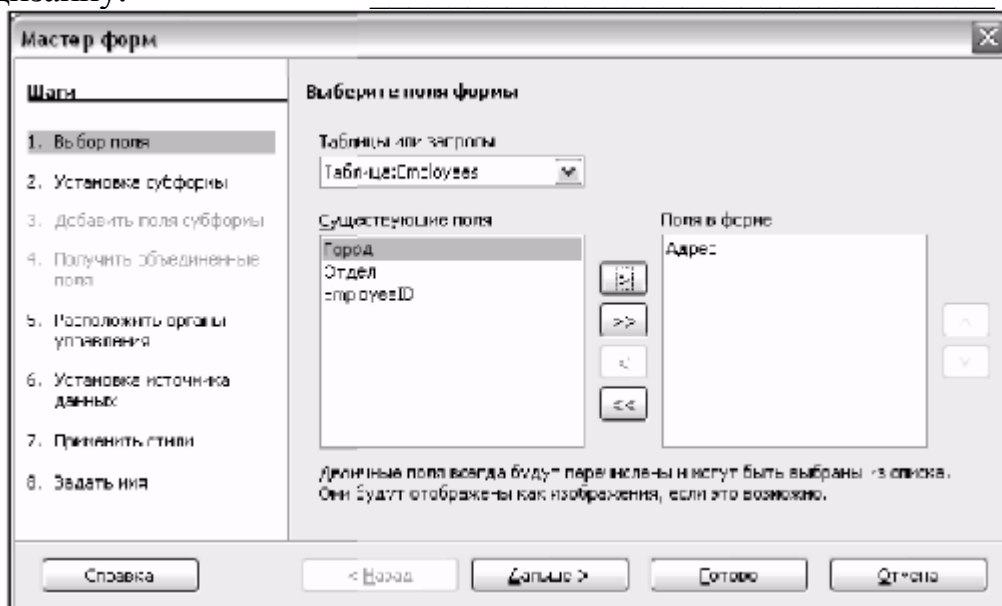 Мастер форм
Шаги
1. Выбор поля
2. Установка субформы
3. Добавить поля субформы
4. Получить объединенные
поля
5. Расположить органы
управления
6. Установка источника
данных
7. Применить стили
8. Задать имя
Выберите поля формы
Таблицы или запросы
Таблица:Employees
Существующие поля
Город
Отдел
EmployeeID
>
>>
<
<<
Поля в форме
Адрес
Двоичные поля всегда будут перечислены и могут быть выбраны из списка.
Они будут отображены как изображения, если это возможно.
Справка
< Назад
Дальше >
Готово
Отмена